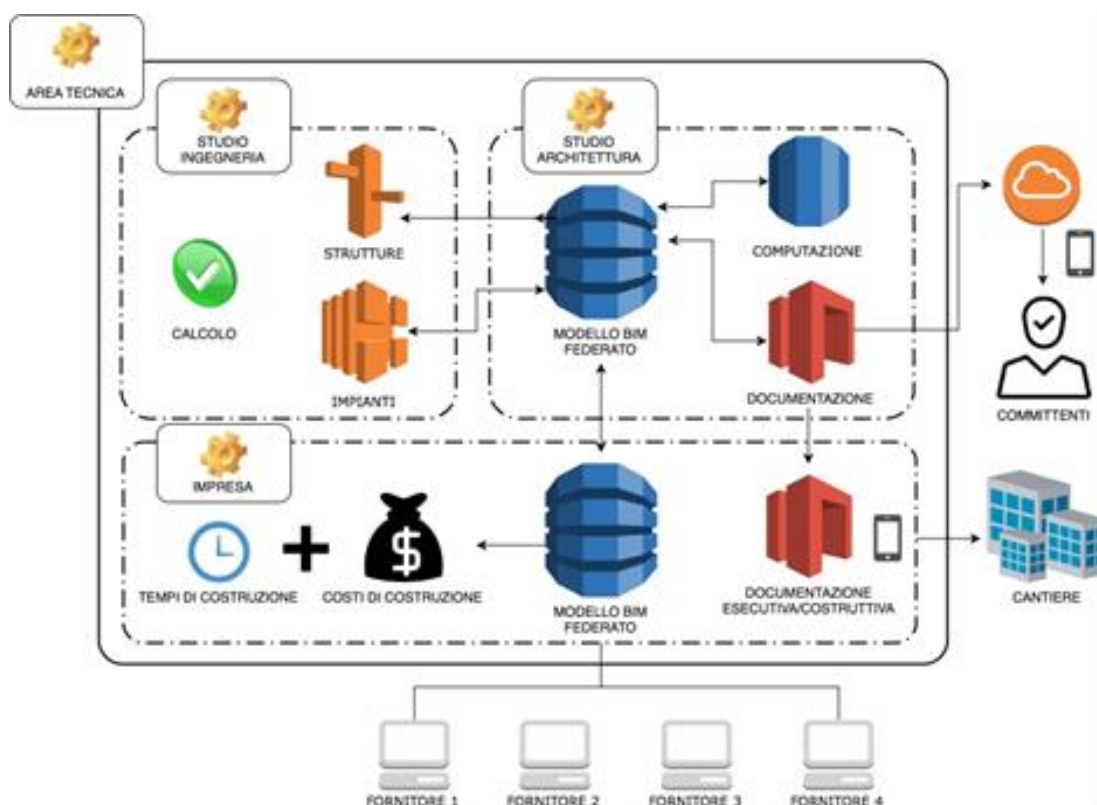 AREA TECNICA
STUDIO
INGEGNERIA
STUDIO
ARCHITETTURA
STRUTTURE
COMPUTAZIONE
CALCOLO
MODELLO BIM
FEDERATO
IMPIANTI
DOCUMENTAZIONE
COMMITTENTI
IMPRESA
$
TEMPI DI COSTRUZIONE
COSTI DI COSTRUZIONE
MODELLO BIM
FEDERATO
DOCUMENTAZIONE
ESECUTIVA/COSTRUTTIVA
CANTIERE
FORNITORE 1
FORNITORE 2
FORNITORE 3
FORNITORE 4